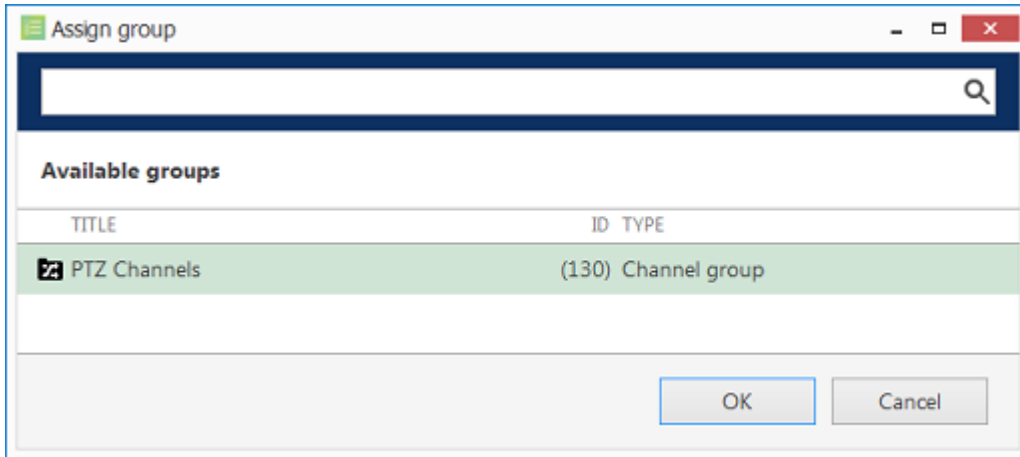 Assign group
Available groups
TITLE ID TYPE
PTZ Channels (130) Channel group
OK Cancel